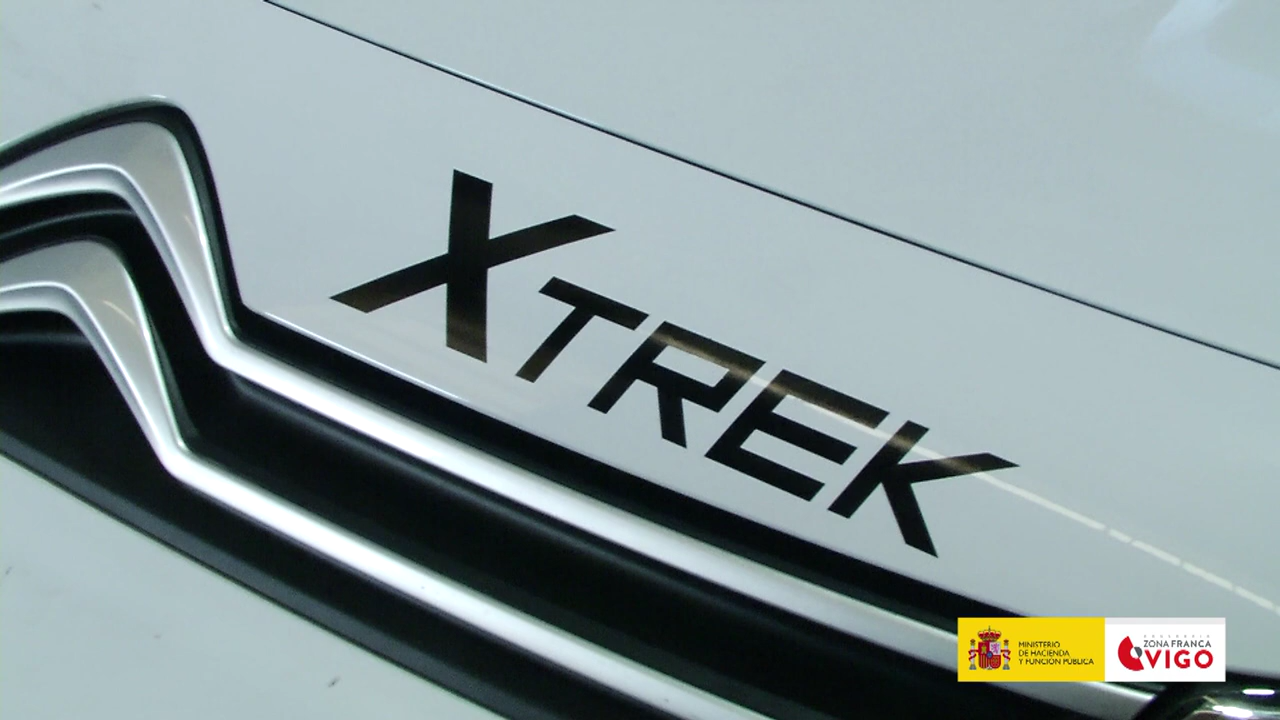 XTREK
MINISTERIO
DE HACIENDA
Y FUNCIÓN PÚBLICA
ZONA FRANCA
VIGO